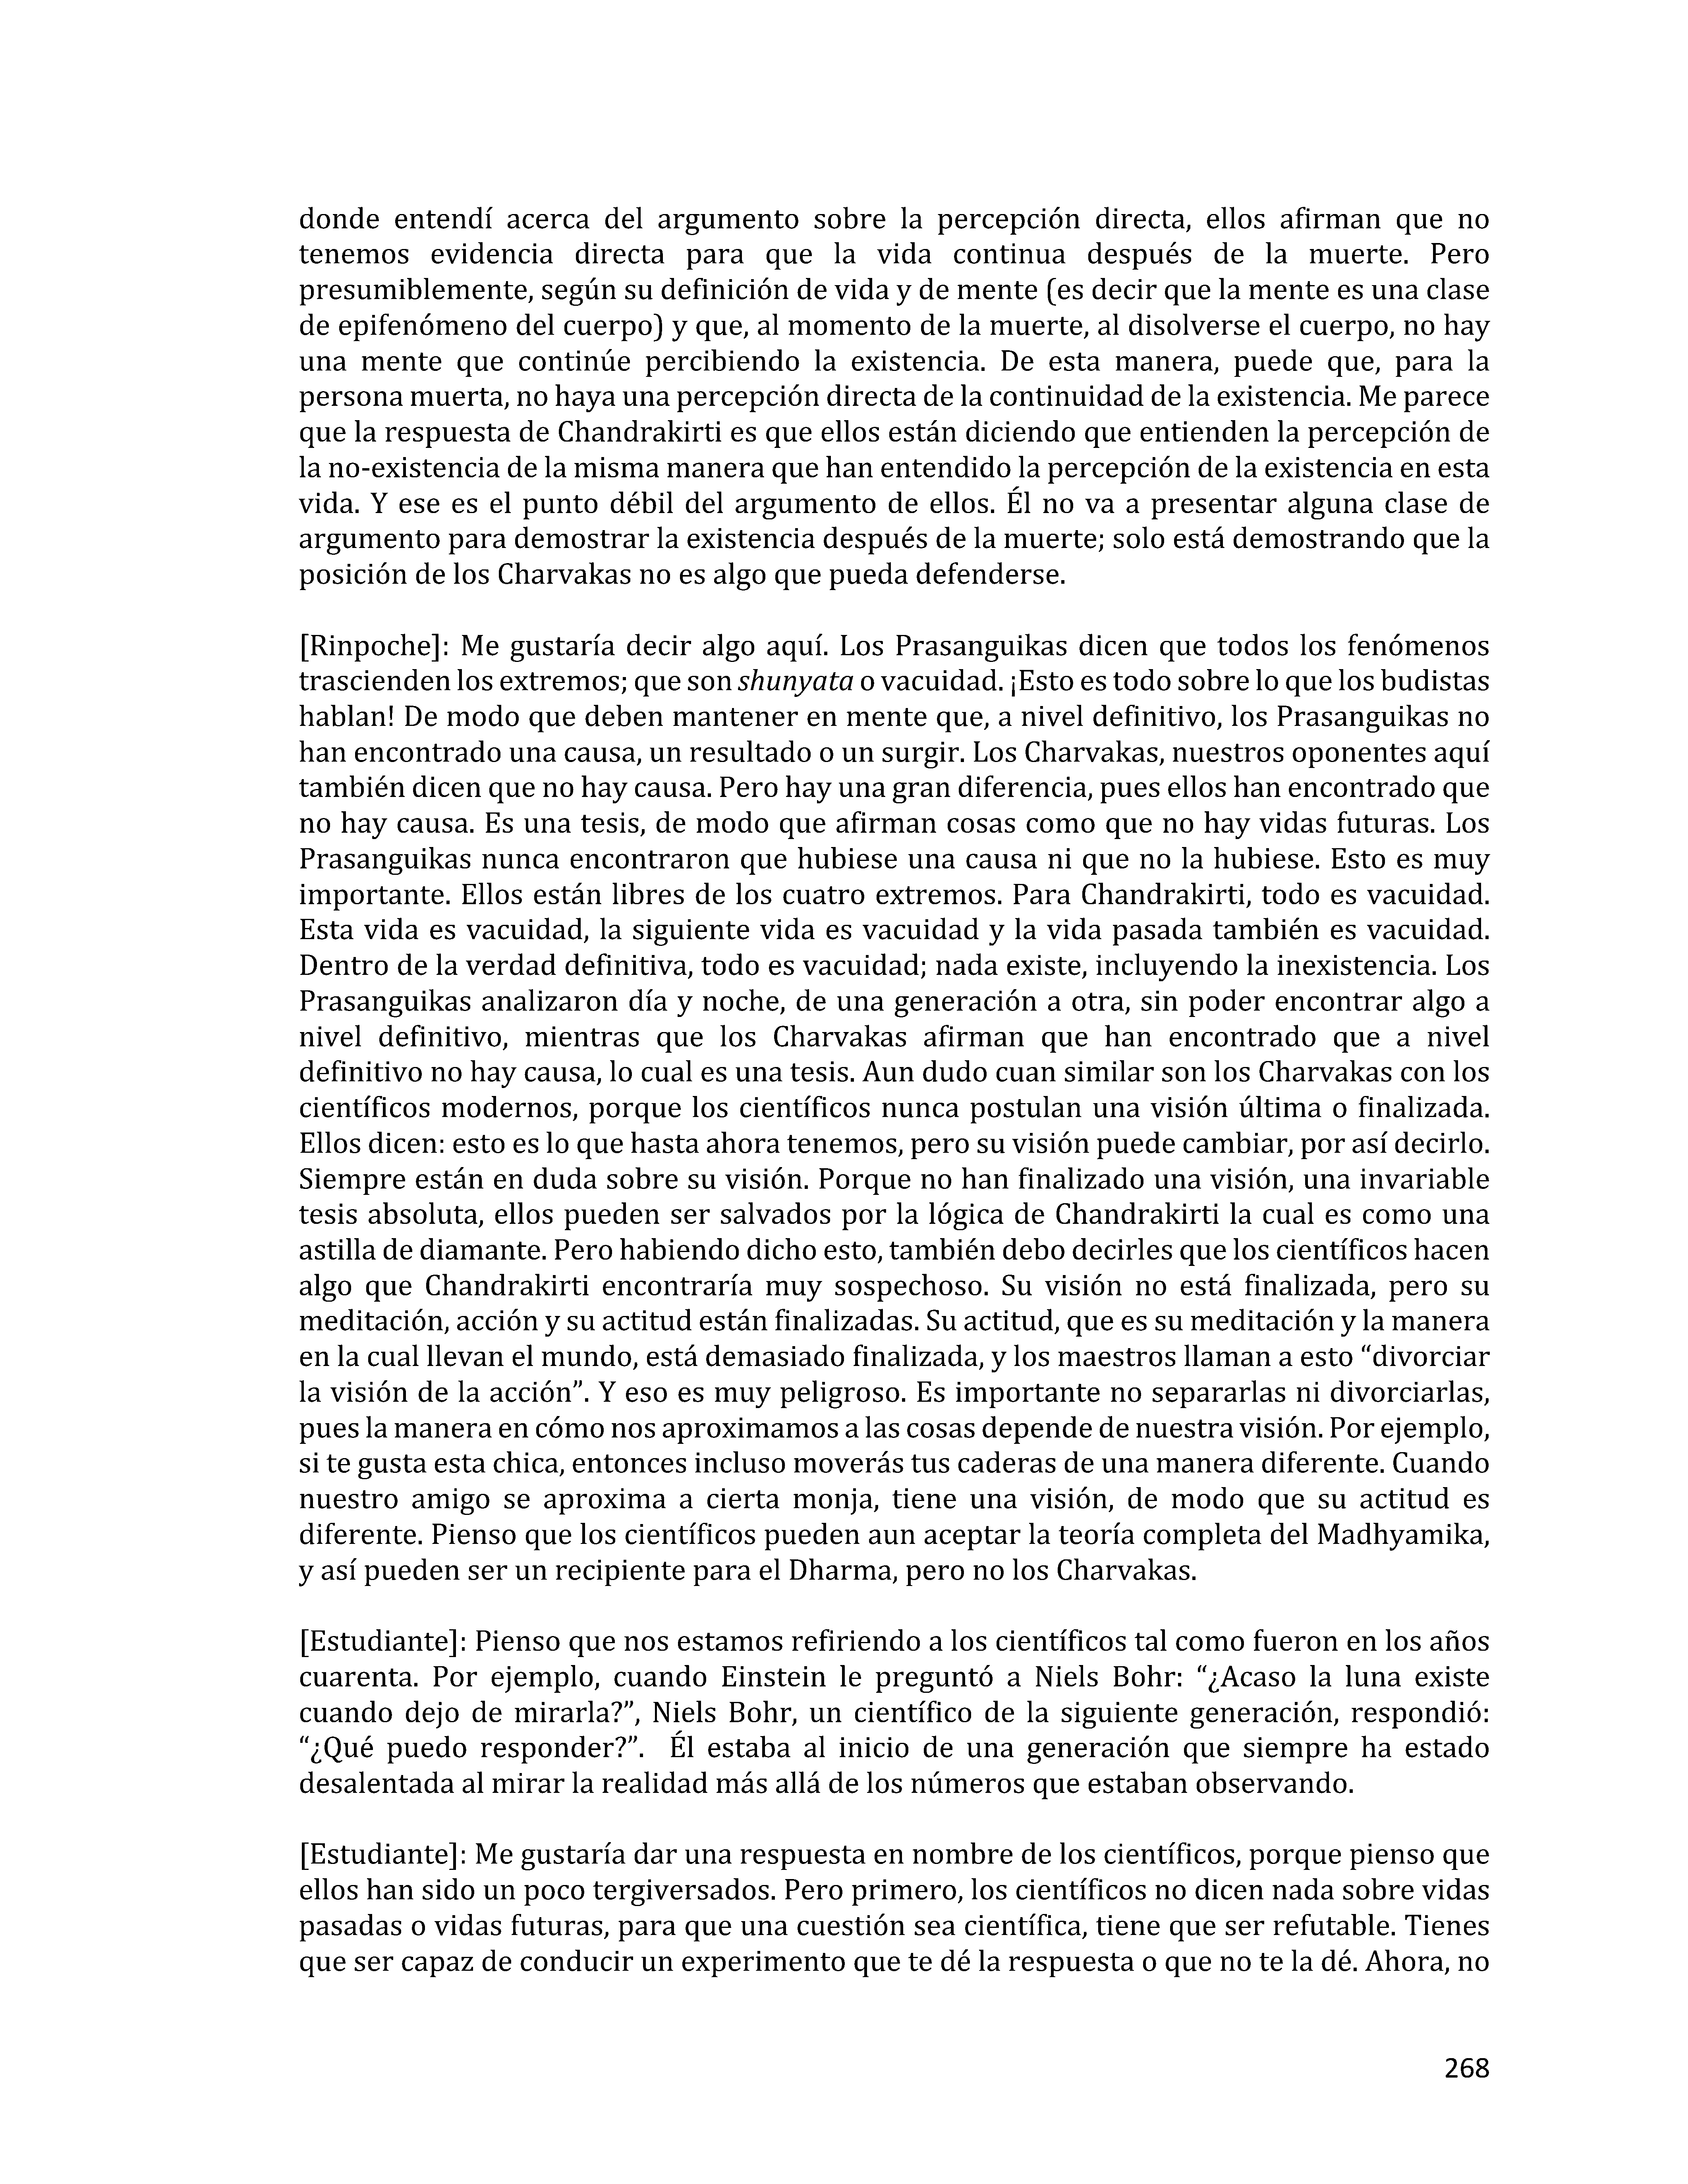 donde entendí acerca del argumento sobre la percepción directa, ellos afirman que no
tenemos evidencia directa para que la vida continua después de la muerte. Pero
presumiblemente, según su definición de vida y de mente (es decir que la mente es una clase
de epifenómeno del cuerpo) y que, al momento de la muerte, al disolverse el cuerpo, no hay
una mente que continúe percibiendo la existencia. De esta manera, puede que, para la
persona muerta, no haya una percepción directa de la continuidad de la existencia. Me parece
que la respuesta de Chandrakirti es que ellos están diciendo que entienden la percepción de
la no-existencia de la misma manera que han entendido la percepción de la existencia en esta
vida. Y ese es el punto débil del argumento de ellos. Él no va a presentar alguna clase de
argumento para demostrar la existencia después de la muerte; solo está demostrando que la
posición de los Charvakas no es algo que pueda defenderse.

[Rinpoche]: Me gustaría decir algo aquí. Los Prasanguikas dicen que todos los fenómenos
trascienden los extremos; que son shunyata o vacuidad. ¡Esto es todo sobre lo que los budistas
hablan! De modo que deben mantener en mente que, a nivel definitivo, los Prasanguikas no
han encontrado una causa, un resultado o un surgir. Los Charvakas, nuestros oponentes aquí
también dicen que no hay causa. Pero hay una gran diferencia, pues ellos han encontrado que
no hay causa. Es una tesis, de modo que afirman cosas como que no hay vidas futuras. Los
Prasanguikas nunca encontraron que hubiese una causa ni que no la hubiese. Esto es muy
importante. Ellos están libres de los cuatro extremos. Para Chandrakirti, todo es vacuidad.
Esta vida es vacuidad, la siguiente vida es vacuidad y la vida pasada también es vacuidad.
Dentro de la verdad definitiva, todo es vacuidad; nada existe, incluyendo la inexistencia. Los
Prasanguikas analizaron día y noche, de una generación a otra, sin poder encontrar algo a
nivel definitivo, mientras que los Charvakas afirman que han encontrado que a nivel
definitivo no hay causa, lo cual es una tesis. Aun dudo cuan similar son los Charvakas con los
científicos modernos, porque los científicos nunca postulan una visión última o finalizada.
Ellos dicen: esto es lo que hasta ahora tenemos, pero su visión puede cambiar, por así decirlo.
Siempre están en duda sobre su visión. Porque no han finalizado una visión, una invariable
tesis absoluta, ellos pueden ser salvados por la lógica de Chandrakirti la cual es como una
astilla de diamante. Pero habiendo dicho esto, también debo decirles que los científicos hacen
algo que Chandrakirti encontraría muy sospechoso. Su visión no está finalizada, pero su
meditación, acción y su actitud están finalizadas. Su actitud, que es su meditación y la manera
en la cual llevan el mundo, está demasiado finalizada, y los maestros llaman a esto “divorciar
la visión de la acción”. Y eso es muy peligroso. Es importante no separarlas ni divorciarlas,
pues la manera en cómo nos aproximamos a las cosas depende de nuestra visión. Por ejemplo,
si te gusta esta chica, entonces incluso moverás tus caderas de una manera diferente. Cuando
nuestro amigo se aproxima a cierta monja, tiene una visión, de modo que su actitud es
diferente. Pienso que los científicos pueden aun aceptar la teoría completa del Madhyamika,
y así pueden ser un recipiente para el Dharma, pero no los Charvakas.

[Estudiante]: Pienso que nos estamos refiriendo a los científicos tal como fueron en los años
cuarenta. Por ejemplo, cuando Einstein le preguntó a Niels Bohr: “¿Acaso la luna existe
cuando dejo de mirarla?”, Niels Bohr, un científico de la siguiente generación, respondió:
“¿Qué puedo responder?”.  Él estaba al inicio de una generación que siempre ha estado
desalentada al mirar la realidad más allá de los números que estaban observando.

[Estudiante]: Me gustaría dar una respuesta en nombre de los científicos, porque pienso que
ellos han sido un poco tergiversados. Pero primero, los científicos no dicen nada sobre vidas
pasadas o vidas futuras, para que una cuestión sea científica, tiene que ser refutable. Tienes
que ser capaz de conducir un experimento que te dé la respuesta o que no te la dé. Ahora, no

268